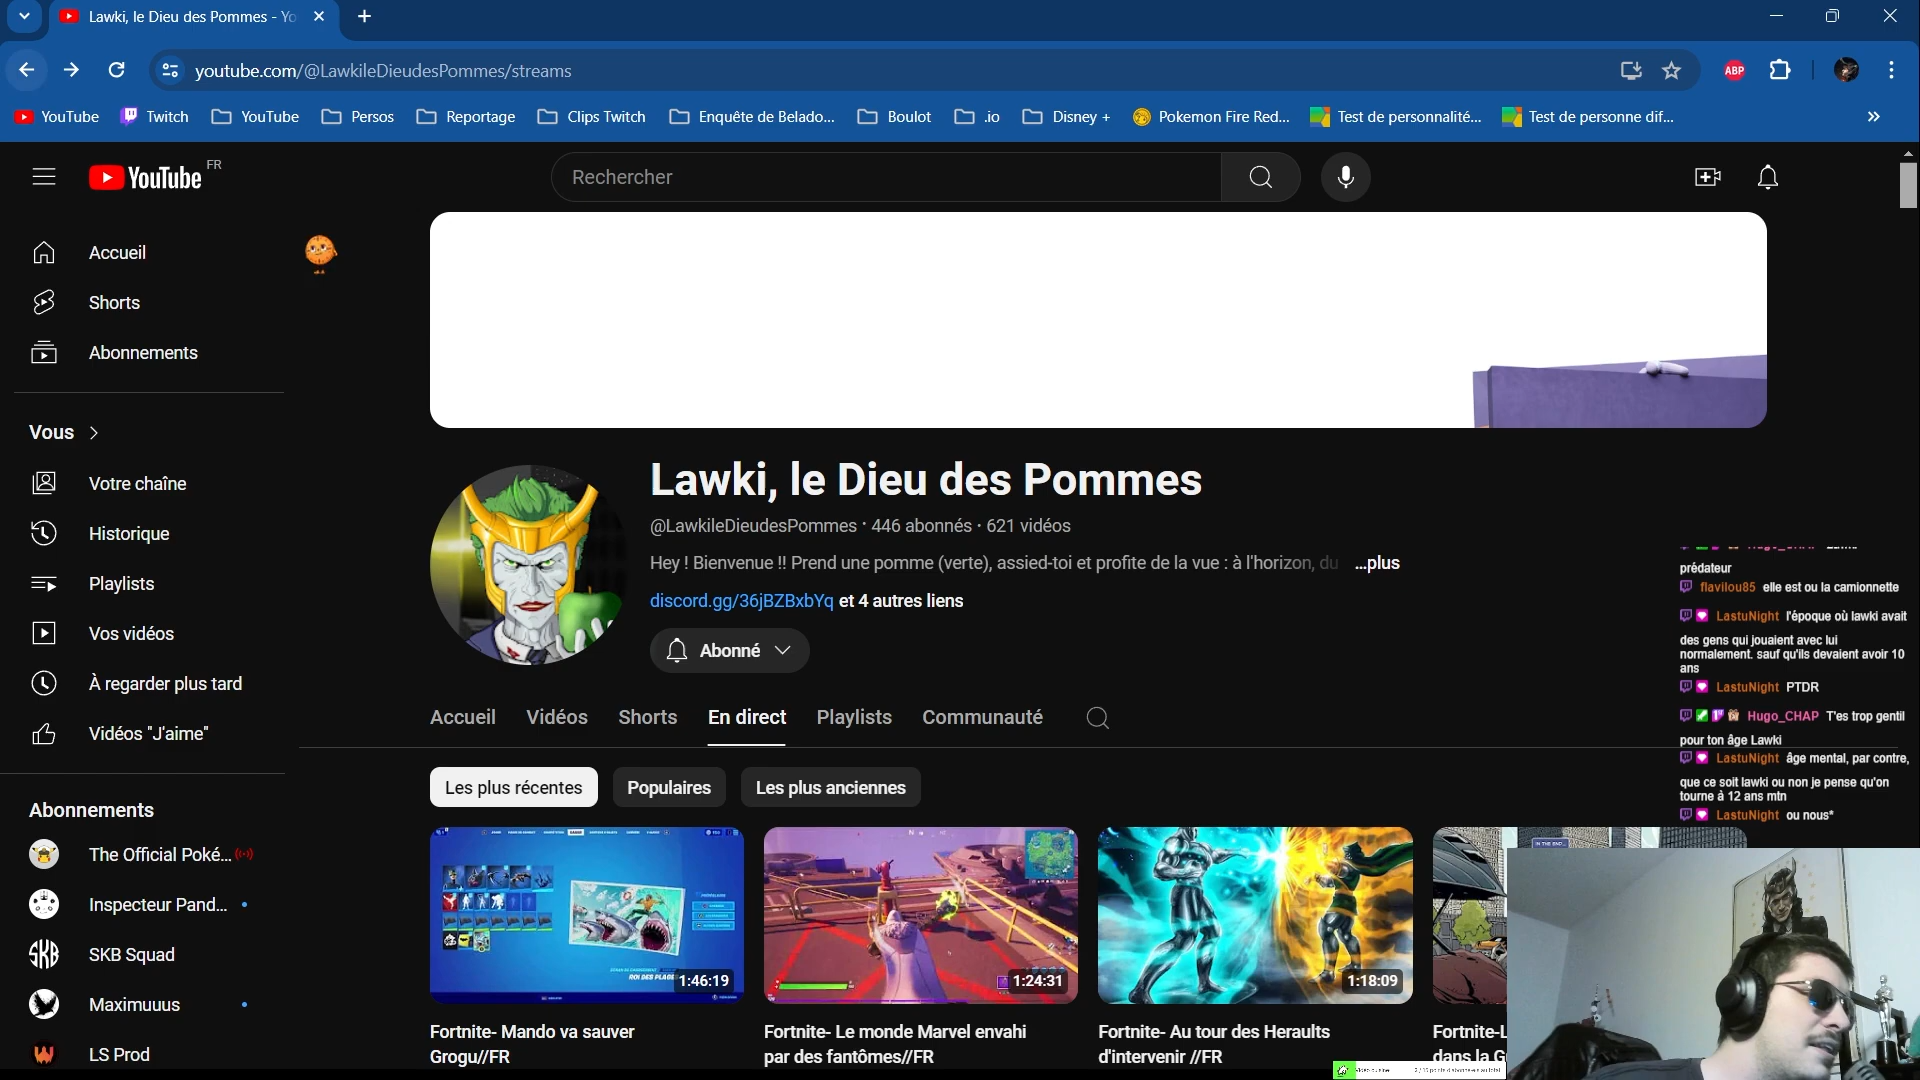 Lawki, le Dieu des Pommes - Yo
youtube.com/@LawkileDieudesPommes/streams
ABP
YouTube
Twitch
YouTube
Persos
Reportage
Clips Twitch
Enquête de Belado...
Boulot
.io
Disney +
Pokemon Fire Red...
Test de personnalité...
Test de personne dif...
YouTube FR
Rechercher
Accueil
Shorts
Abonnements
Vous
Votre chaîne
Historique
Playlists
Vos vidéos
À regarder plus tard
Vidéos "J'aime"
Abonnements
The Official Poké...
Inspecteur Pand...
SKB Squad
Maximuuus
LS Prod
Lawki, le Dieu des Pommes
@LawkileDieudesPommes · 446 abonnés · 621 vidéos
Hey ! Bienvenue !! Prend une pomme (verte), assied-toi et profite de la vue : à l'horizon, du ...plus
discord.gg/36jBZBxbYq et 4 autres liens
Abonné
Accueil
Vidéos
Shorts
En direct
Playlists
Communauté
Les plus récentes
Populaires
Les plus anciennes
ROI DES PLAGES
1:46:19
Fortnite- Mando va sauver
Grogu//FR
1:24:31
Fortnite- Le monde Marvel envahi
par des fantômes//FR
1:18:09
Fortnite- Au tour des Heraults
d'intervenir //FR
IN THE END...
Fortnite-L
dans la G
prédateur
flavilou85 elle est ou la camionnette
LastuNight l'époque où lawki avait
des gens qui jouaient avec lui
normalement. sauf qu'ils devaient avoir 10
ans
LastuNight PTDR
Hugo_CHAP T'es trop gentil
pour ton âge Lawki
LastuNight âge mental, par contre,
que ce soit lawki ou non je pense qu'on
tourne à 12 ans mtn
LastuNight ou nous*